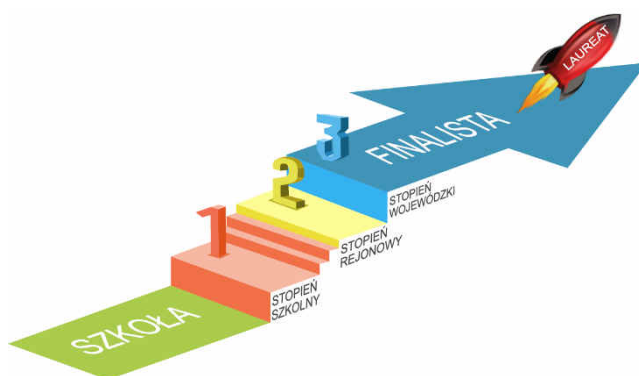 LAUREAT
FINALISTA
3
STOPIEŃ
WOJEWÓDZKI
2
STOPIEŃ
REJONOWY
1
STOPIEŃ
SZKOLNY
SZKOŁA